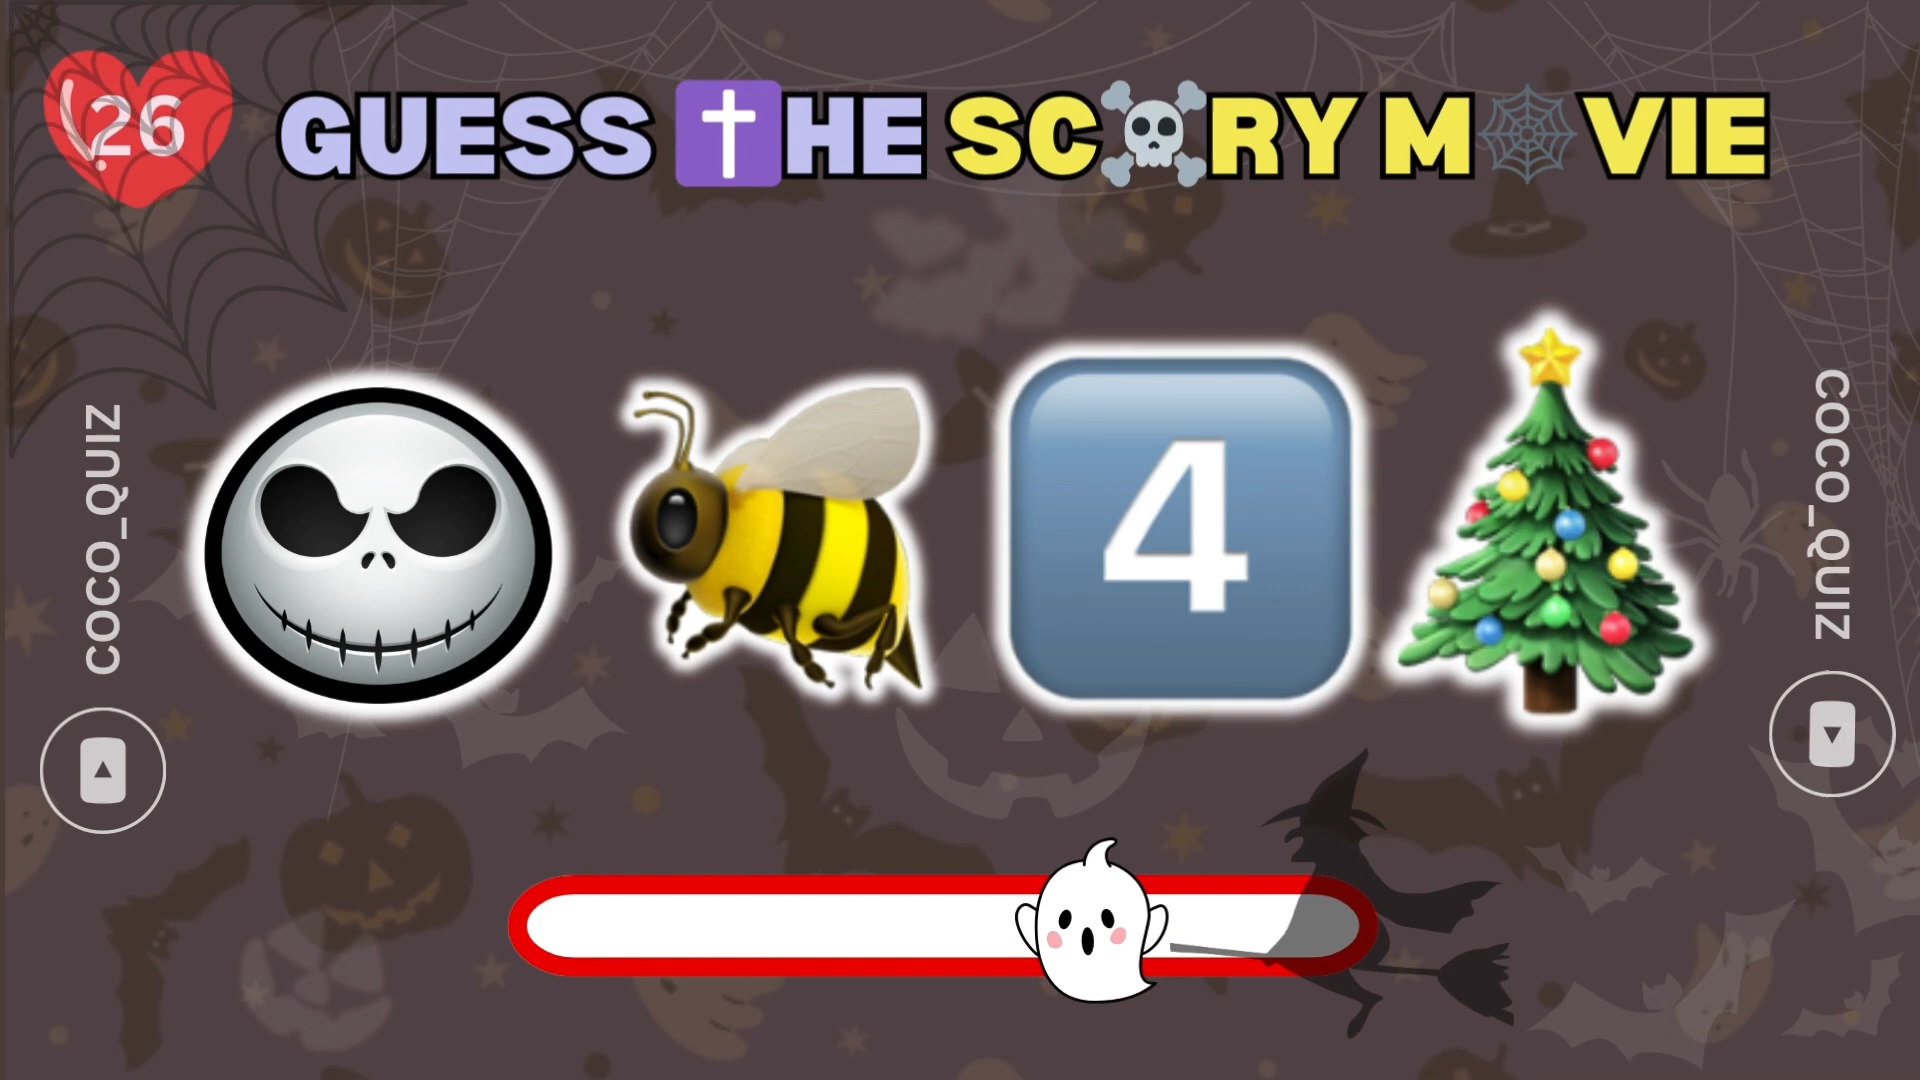 .26
GUESS ✝HE SC☠RY M🕸VIE
4
COCO_QUIZ
COCO_QUIZ